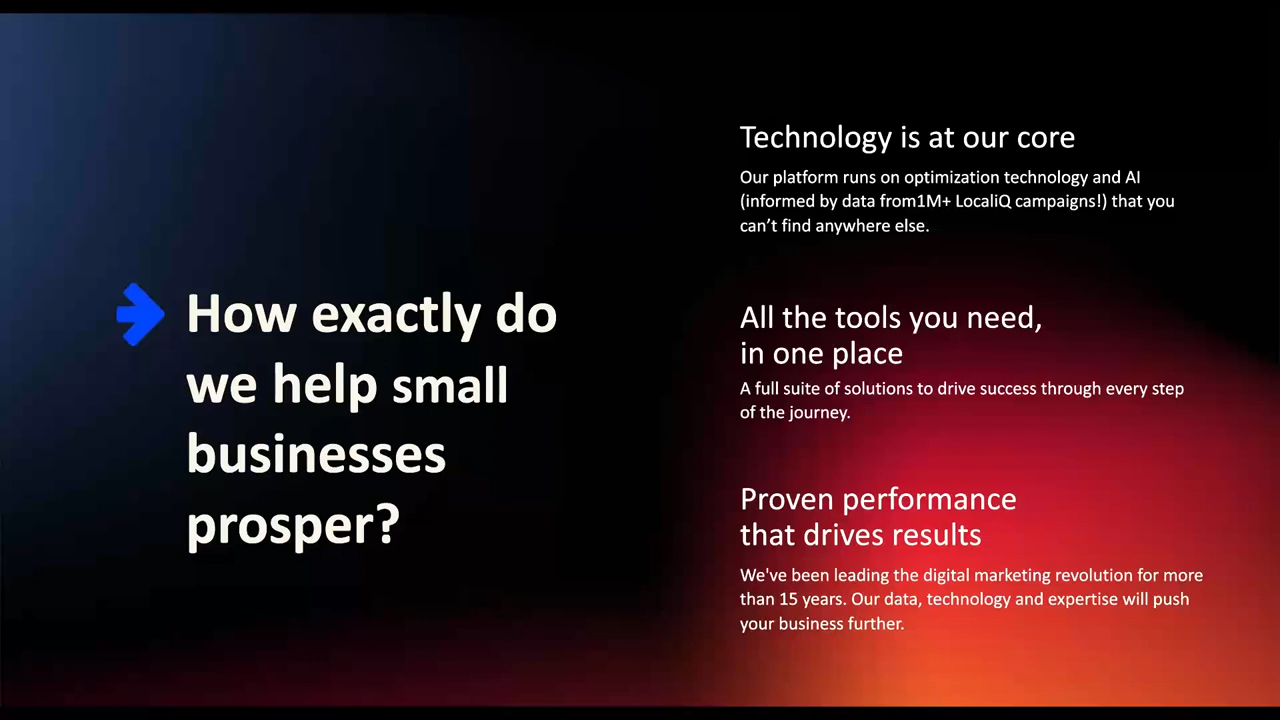 How exactly do
we help small
businesses
prosper?
Technology is at our core
Our platform runs on optimization technology and AI
(informed by data from1M+ LocaliQ campaigns!) that you
can’t find anywhere else.
All the tools you need,
in one place
A full suite of solutions to drive success through every step
of the journey.
Proven performance
that drives results
We've been leading the digital marketing revolution for more
than 15 years. Our data, technology and expertise will push
your business further.